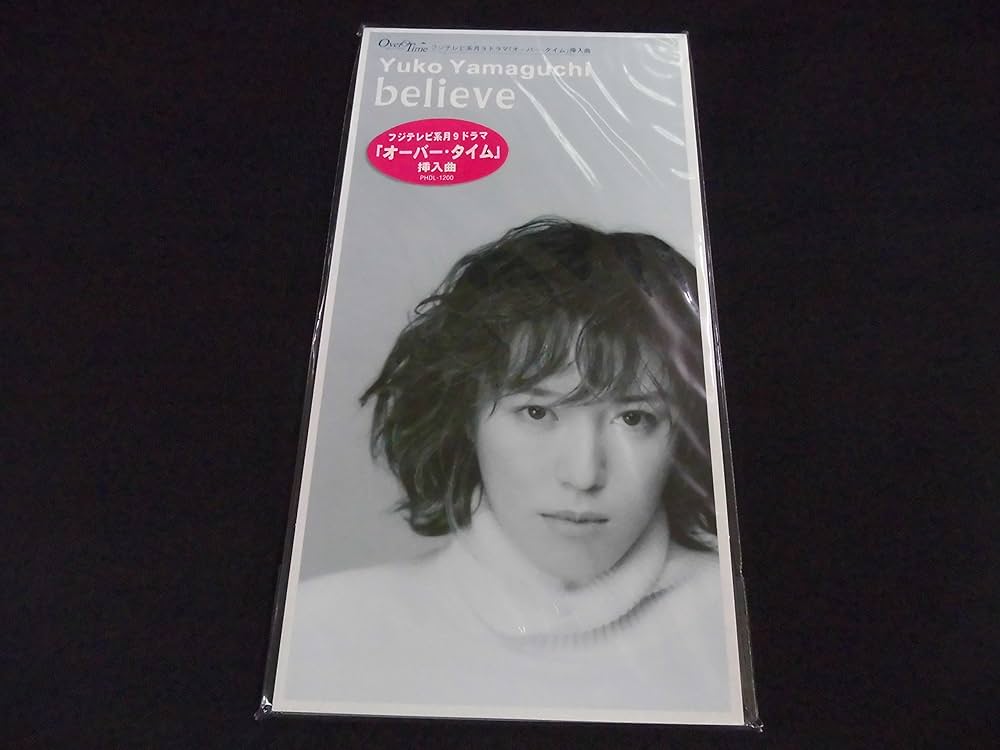 Over Time フジテレビ系月9ドラマ「オーバー・タイム」挿入曲
Yuko Yamaguchi
believe
フジテレビ系月9ドラマ
「オーバー・タイム」
挿入曲
PHDL-1200